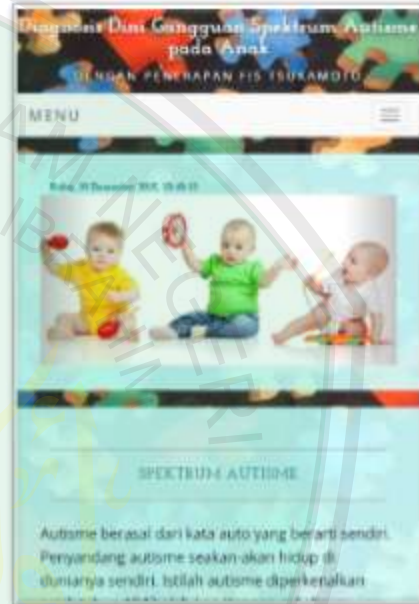 Diagnosis Dini Gangguan Spektrum Autisme
pada Anak
DENGAN PENERAPAN FIS TSUKAMOTO
MENU
SPEKTRUM AUTISME
Autisme berasal dari kata auto yang berarti sendiri.
Penyandang autisme seakan-akan hidup di
dunianya sendiri. Istilah autisme diperkenalkan